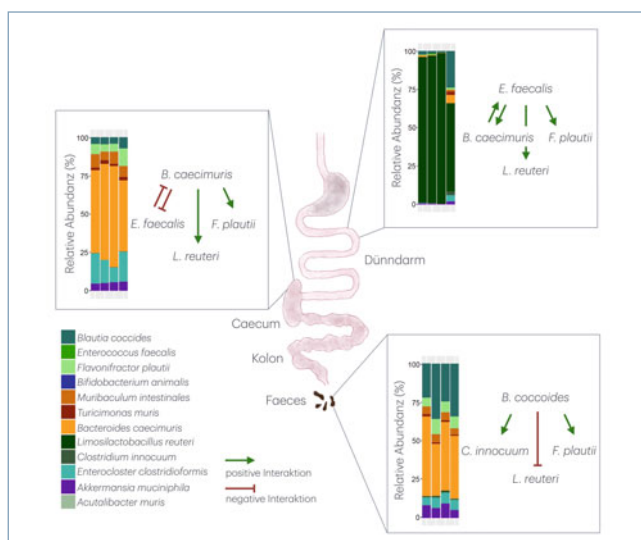 Relative Abundanz (%)
100
75
50
25
0
E. faecalis
B. caecimuris
F. plautii
L. reuteri
Relative Abundanz (%)
100
75
50
25
0
B. caecimuris
E. faecalis
F. plautii
L. reuteri
Dünndarm
Caecum
Kolon
Faeces
Blautia coccides
Enterococcus faecalis
Flavonifractor plautii
Bifidobacterium animalis
Muribaculum intestinales
Turicimonas muris
Bacteroides caecimuris
Limosilactobacillus reuteri
Clostridium innocuum
Enterocloster clostridioformis
Akkermansia muciniphila
Acutalibacter muris
positive Interaktion
negative Interaktion
Relative Abundanz (%)
100
75
50
25
0
B. coccoides
C. innocuum
F. plautii
L. reuteri